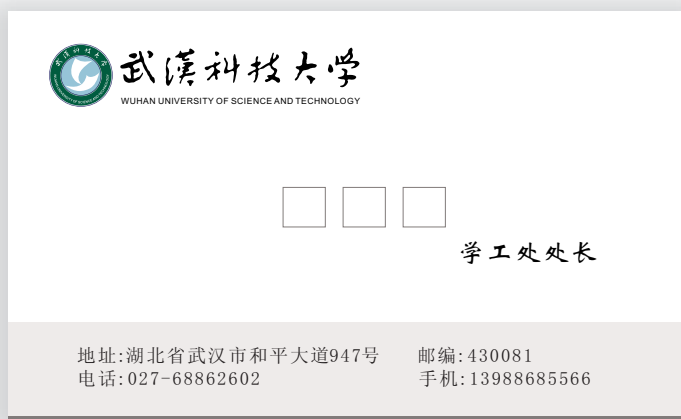 武漢科技大学
WUHAN UNIVERSITY OF SCIENCE AND TECHNOLOGY
学工处处长
地址:湖北省武汉市和平大道947号 邮编:430081
电话:027-68862602 手机:13988685566